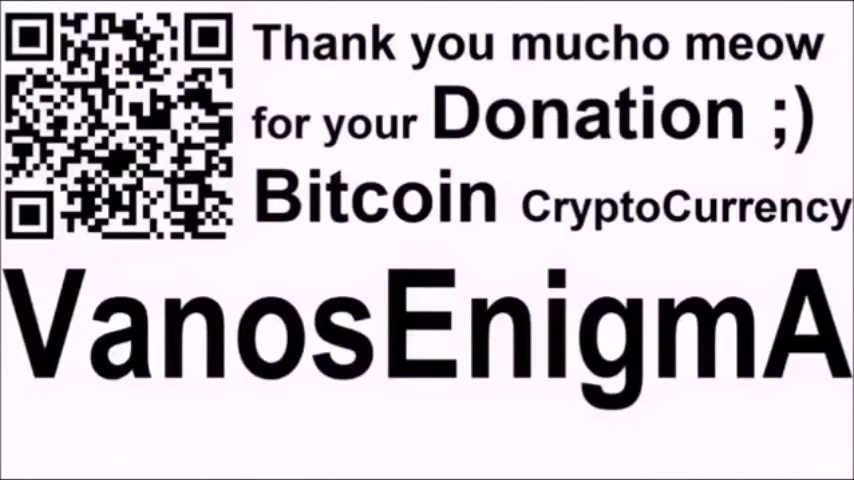 Thank you mucho meow
for your Donation ;)
Bitcoin CryptoCurrency
VanosEnigmA